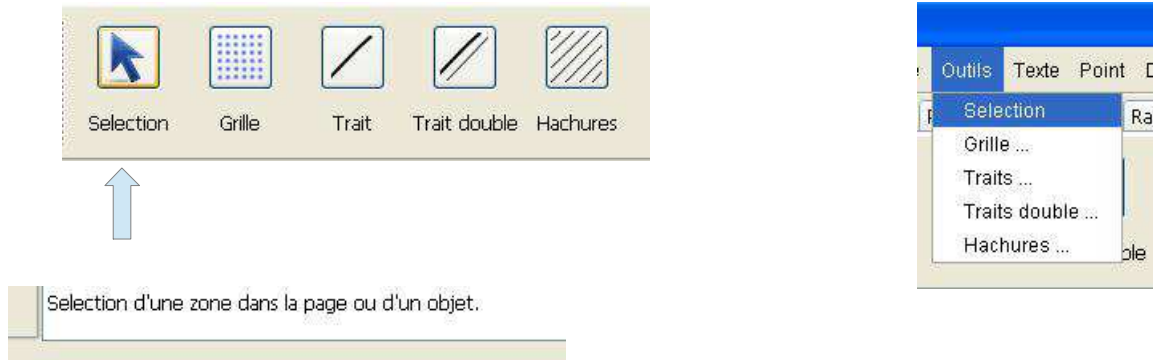 Selection Grille Trait Trait double Hachures
Selection d'une zone dans la page ou d'un objet.
Outils Texte Point
Selection
Grille ...
Traits ...
Traits double ...
Hachures ...